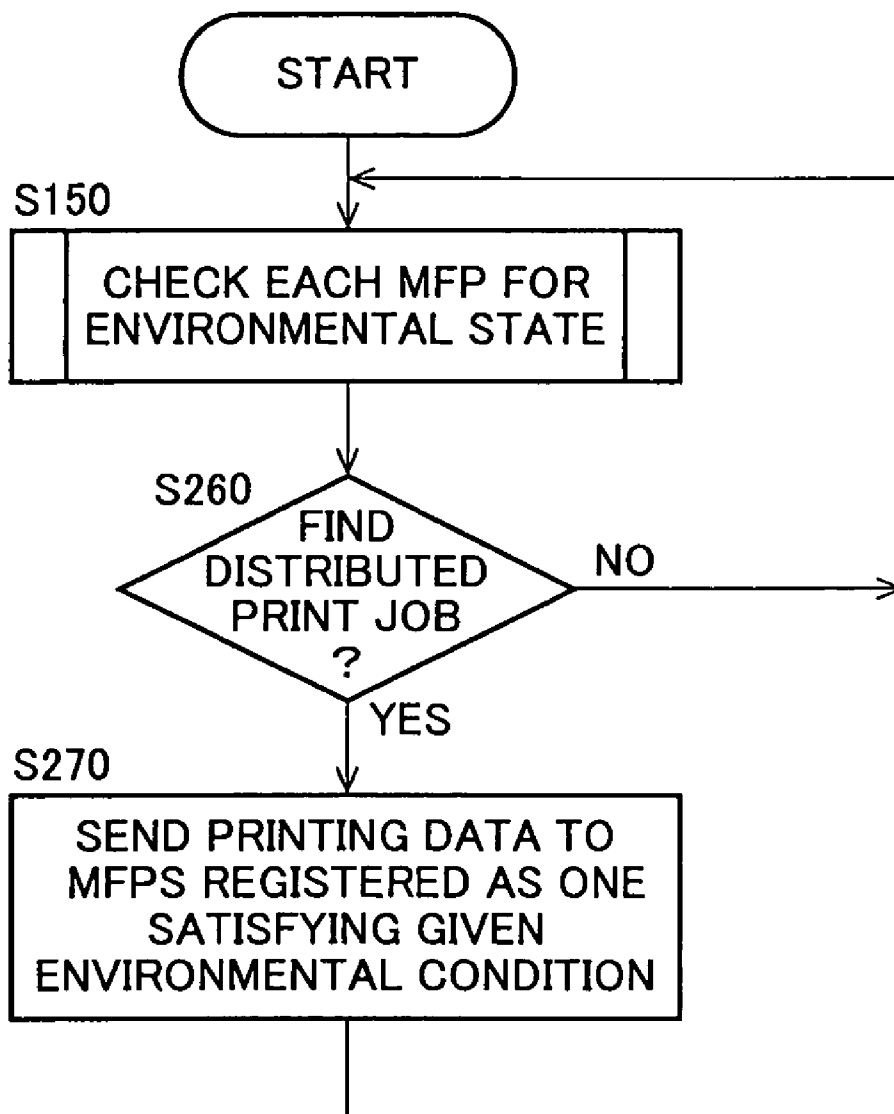 START
S150
CHECK EACH MFP FOR
ENVIRONMENTAL STATE
S260
FIND
DISTRIBUTED
PRINT JOB
?
NO
YES
S270
SEND PRINTING DATA TO
MFPS REGISTERED AS ONE
SATISFYING GIVEN
ENVIRONMENTAL CONDITION